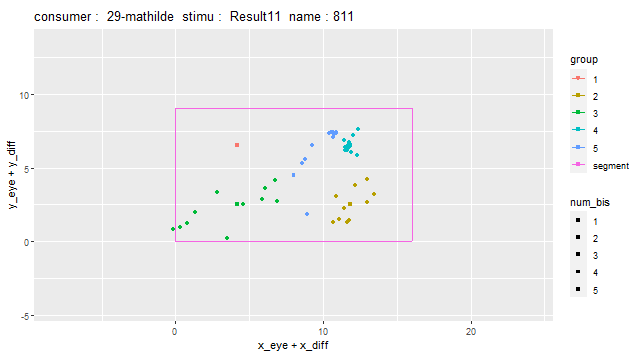 consumer :  29-mathilde  stimu :  Result11  name : 811
y_eye + y_diff
10
5
0
-5
0
10
20
x_eye + x_diff
group
1
2
3
4
5
segment
num_bis
1
2
3
4
5